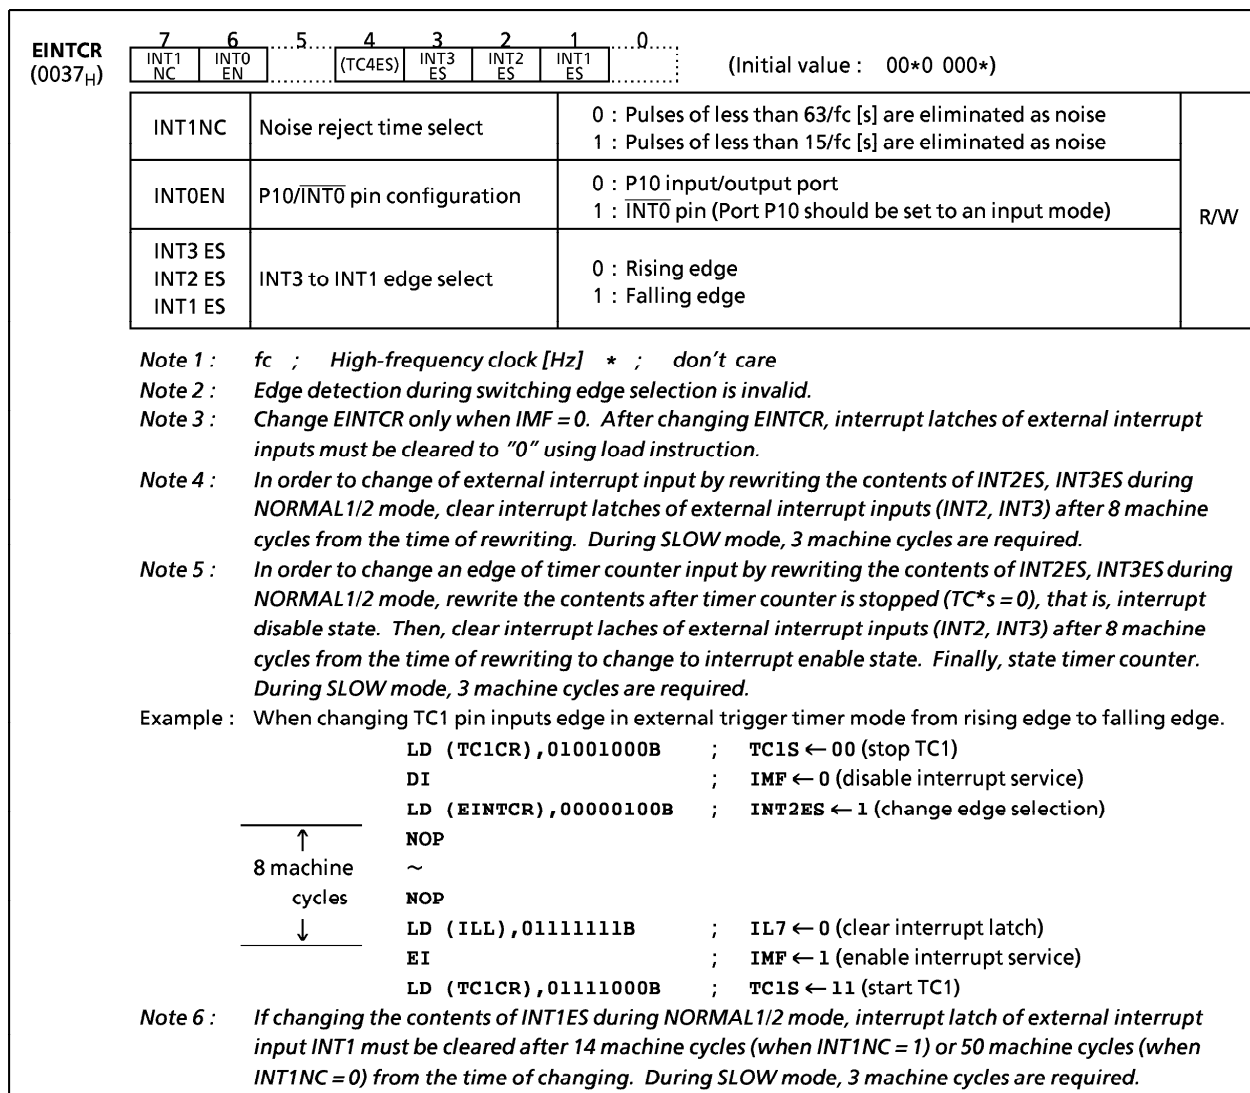 EINTCR
(0037H)
7 6 5 4 3 2 1 0
INT1 NC INT0 EN (TC4ES) INT3 ES INT2 ES INT1 ES
(Initial value : 00*0 000*)
INT1NC Noise reject time select
0 : Pulses of less than 63/fc [s] are eliminated as noise
1 : Pulses of less than 15/fc [s] are eliminated as noise
INT0EN P10/INT0 pin configuration
0 : P10 input/output port
1 : INT0 pin (Port P10 should be set to an input mode)
R/W
INT3 ES
INT2 ES
INT1 ES
INT3 to INT1 edge select
0 : Rising edge
1 : Falling edge
Note 1 : fc ; High-frequency clock [Hz] * ; don't care
Note 2 : Edge detection during switching edge selection is invalid.
Note 3 : Change EINTCR only when IMF = 0. After changing EINTCR, interrupt latches of external interrupt
inputs must be cleared to "0" using load instruction.
Note 4 : In order to change of external interrupt input by rewriting the contents of INT2ES, INT3ES during
NORMAL1/2 mode, clear interrupt latches of external interrupt inputs (INT2, INT3) after 8 machine
cycles from the time of rewriting. During SLOW mode, 3 machine cycles are required.
Note 5 : In order to change an edge of timer counter input by rewriting the contents of INT2ES, INT3ES during
NORMAL1/2 mode, rewrite the contents after timer counter is stopped (TC*s = 0), that is, interrupt
disable state. Then, clear interrupt laches of external interrupt inputs (INT2, INT3) after 8 machine
cycles from the time of rewriting to change to interrupt enable state. Finally, state timer counter.
During SLOW mode, 3 machine cycles are required.
Example : When changing TC1 pin inputs edge in external trigger timer mode from rising edge to falling edge.
LD (TC1CR),01001000B ; TC1S ← 00 (stop TC1)
DI ; IMF ← 0 (disable interrupt service)
LD (EINTCR),00000100B ; INT2ES ← 1 (change edge selection)
↑ NOP
8 machine ~
cycles NOP
↓ LD (ILL),01111111B ; IL7 ← 0 (clear interrupt latch)
EI ; IMF ← 1 (enable interrupt service)
LD (TC1CR),01111000B ; TC1S ← 11 (start TC1)
Note 6 : If changing the contents of INT1ES during NORMAL1/2 mode, interrupt latch of external interrupt
input INT1 must be cleared after 14 machine cycles (when INT1NC = 1) or 50 machine cycles (when
INT1NC = 0) from the time of changing. During SLOW mode, 3 machine cycles are required.